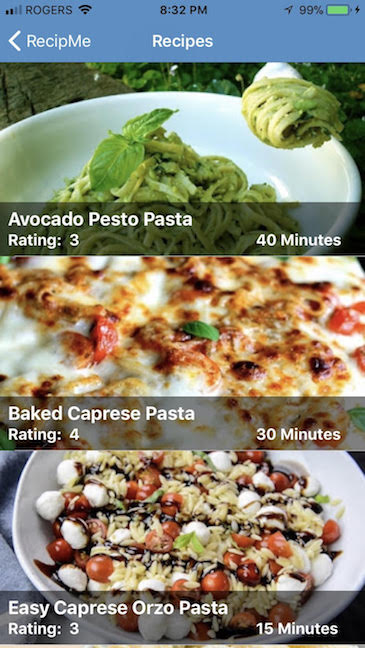 ROGERS 8:32 PM 99%
RecipMe Recipes
Avocado Pesto Pasta
Rating: 3 40 Minutes
Baked Caprese Pasta
Rating: 4 30 Minutes
Easy Caprese Orzo Pasta
Rating: 3 15 Minutes